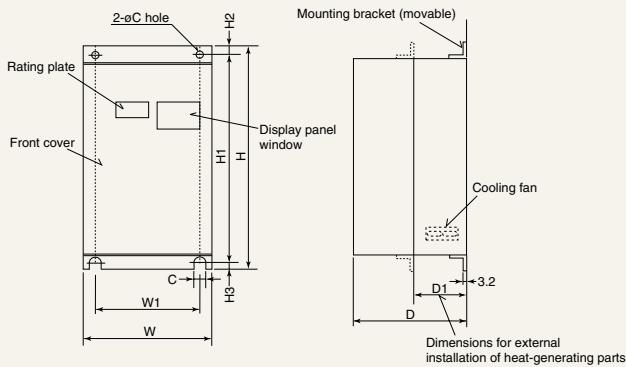 2-øC hole
H2
Mounting bracket (movable)
Rating plate
Front cover
Display panel
window
H1
H
Cooling fan
C
H3
W1
W
3.2
D1
D
Dimensions for external
installation of heat-generating parts